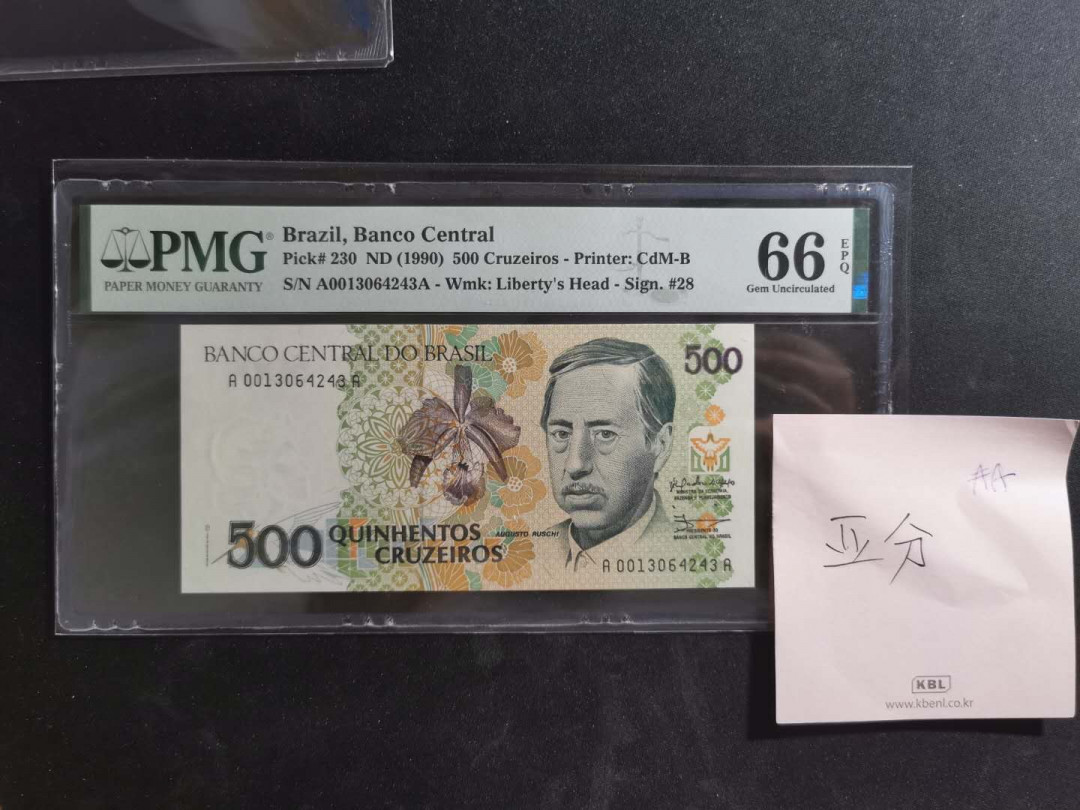 PMG®
PAPER MONEY GUARANTY
Brazil, Banco Central
Pick# 230 ND (1990) 500 Cruzeiros - Printer: CdM-B
S/N A0013064243A - Wmk: Liberty's Head - Sign. #28
66
EPQ
Gem Uncirculated
BANCO CENTRAL DO BRASIL
A 0013064243 A
500
500 QUINHENTOS
CRUZEIROS
AUGUSTO RUSCHI
A 0013064243 A
AA
亚分
KBL
www.kbenl.co.kr